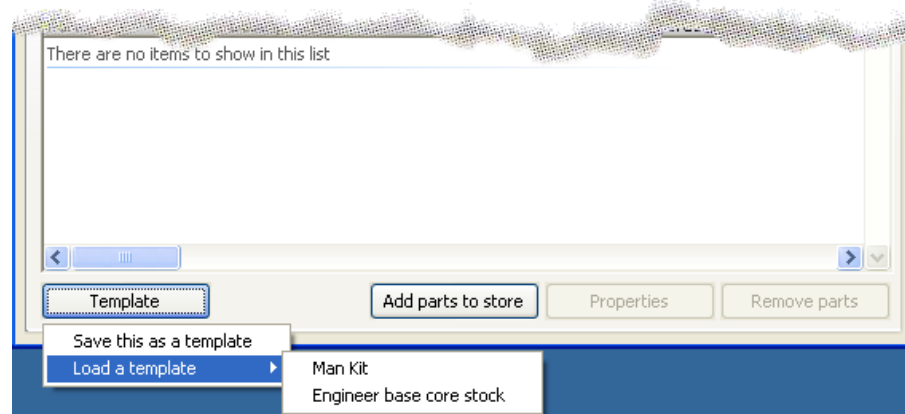 There are no items to show in this list
Template
Add parts to store
Properties
Remove parts
Save this as a template
Load a template
Man Kit
Engineer base core stock